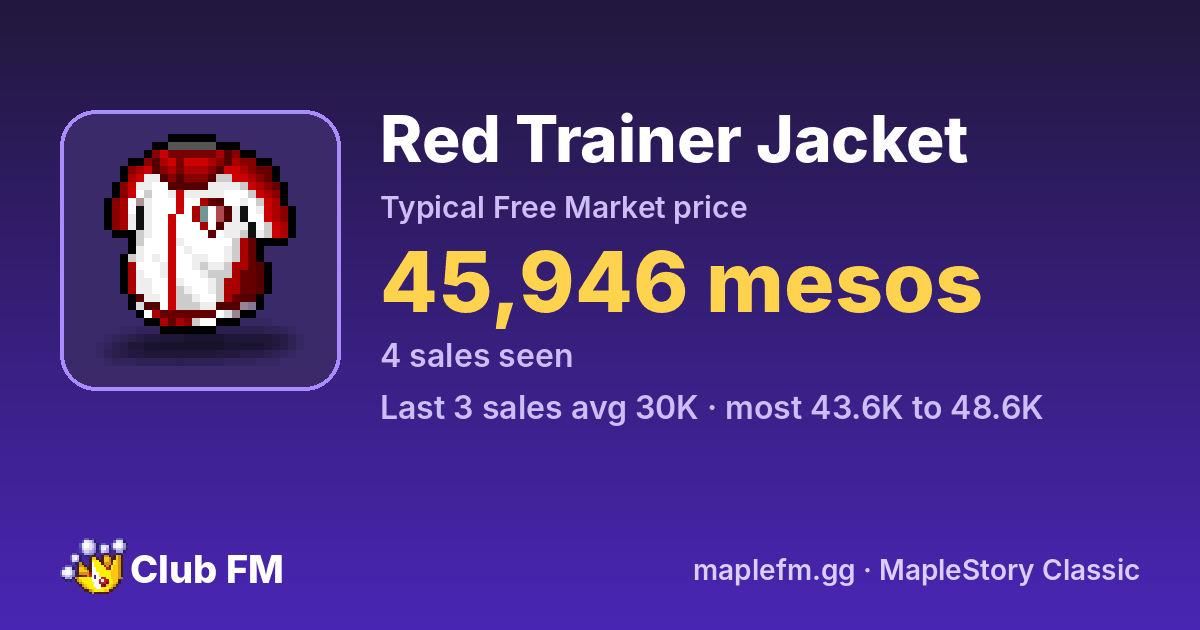 Red Trainer Jacket
Typical Free Market price
45,946 mesos
4 sales seen
Last 3 sales avg 30K · most 43.6K to 48.6K
Club FM
maplefm.gg · MapleStory Classic